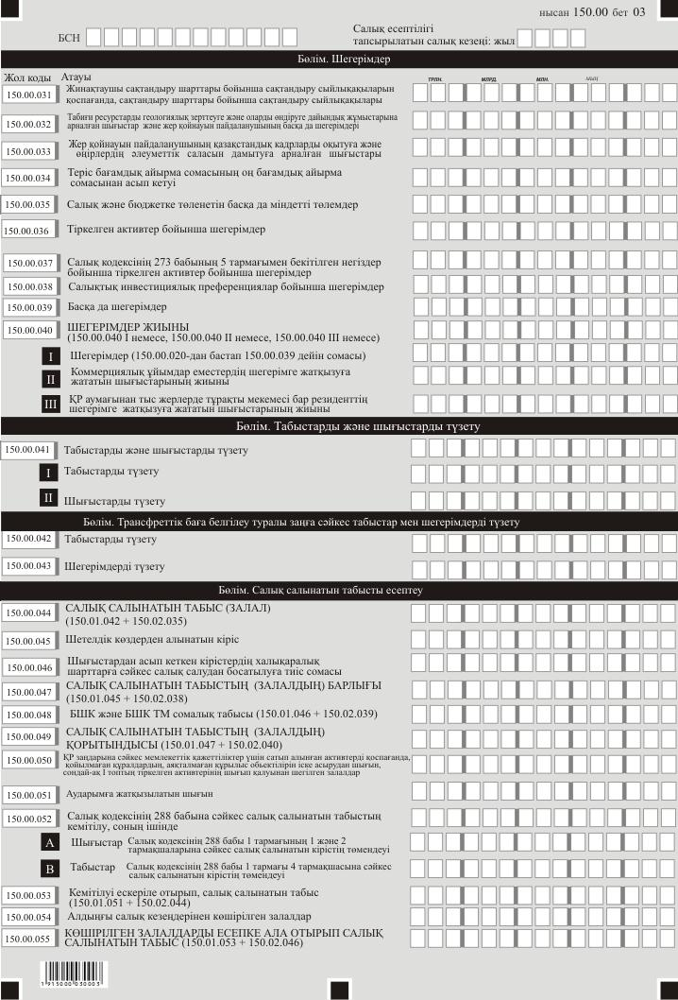 нысан 150.00 бет 03
БСН
Салық есептілігі
тапсырылатын салық кезеңі: жыл
Бөлім. Шегерімдер
Жол коды Атауы
ТРЛН. МЛРД. МЛН. МЫҢ
150.00.031 Жинақтаушы сақтандыру шарттары бойынша сақтандыру сыйлықақыларын
қоспағанда, сақтандыру шарттары бойынша сақтандыру сыйлықақылары
150.00.032 Табиғи ресурстарды геологиялық зерттеуге және оларды өндіруге дайындық жұмыстарына
арналған шығыстар және жер қойнауын пайдаланушының басқа да шегерімдері
150.00.033 Жер қойнауын пайдаланушының қазақстандық кадрларды оқытуға және
өңірлердің әлеуметтік саласын дамытуға арналған шығыстары
150.00.034 Теріс бағамдық айырма сомасының оң бағамдық айырма
сомасынан асып кетуі
150.00.035 Салық және бюджетке төленетін басқа да міндетті төлемдер
150.00.036 Тіркелген активтер бойынша шегерімдер
150.00.037 Салық кодексінің 273 бабының 5 тармағымен бекітілген негіздер
бойынша тіркелген активтер бойынша шегерімдер
150.00.038 Салықтық инвестициялық преференциялар бойынша шегерімдер
150.00.039 Басқа да шегерімдер
150.00.040 ШЕГЕРІМДЕР ЖИЫНЫ
(150.00.040 I немесе, 150.00.040 II немесе, 150.00.040 III немесе)
I Шегерімдер (150.00.020-дан бастап 150.00.039 дейін сомасы)
II Коммерциялық ұйымдар еместердің шегерімге жатқызуға
жататын шығыстарының жиыны
III ҚР аумағынан тыс жерлерде тұрақты мекемесі бар резиденттің
шегерімге жатқызуға жататын шығыстарының жиыны
Бөлім. Табыстарды және шығыстарды түзету
150.00.041 Табыстарды және шығыстарды түзету
I Табыстарды түзету
II Шығыстарды түзету
Бөлім. Трансфреттік баға белгілеу туралы заңға сәйкес табыстар мен шегерімдерді түзету
150.00.042 Табыстарды түзету
150.00.043 Шегерімдерді түзету
Бөлім. Салық салынатын табысты есептеу
150.00.044 САЛЫҚ САЛЫНАТЫН ТАБЫС (ЗАЛАЛ)
(150.01.042 + 150.02.035)
150.00.045 Шетелдік көздерден алынатын кіріс
150.00.046 Шығыстардан асып кеткен кірістердің халықаралық
шарттарға сәйкес салық салудан босатылуға тиіс сомасы
150.00.047 САЛЫҚ САЛЫНАТЫН ТАБЫСТЫҢ (ЗАЛАЛДЫҢ) БАРЛЫҒЫ
(150.01.045 + 150.02.038)
150.00.048 БШК және БШК ТМ сомалық табысы (150.01.046 + 150.02.039)
150.00.049 САЛЫҚ САЛЫНАТЫН ТАБЫСТЫҢ (ЗАЛАЛДЫҢ)
ҚОРЫТЫНДЫСЫ (150.01.047 + 150.02.040)
150.00.050 ҚР заңдарына сәйкес мемлекеттік қажеттіліктер үшін сатып алынған активтерді қоспағанда,
қойылмаған құралдардың, аяқталмаған құрылыс обьектілірін іске асырудан шығын,
сондай-ақ I топтың тіркелген активтерінің шығып қалуынан шегілген залалдар
150.00.051 Аударымға жатқызылатын шығын
150.00.052 Салық кодексінің 288 бабына сәйкес салық салынатын табыстың
кемітілу, соның ішінде
A Шығыстар Салық кодексінің 288 бабы 1 тармағының 1 және 2
тармақшаларына сәйкес салық салынатын кірістің төмендеуі
B Табыстар Салық кодексінің 288 бабы 1 тармағы 4 тармақшасына сәйкес
салық салынатын кірістің төмендеуі
150.00.053 Кемітілуі ескеріле отырып, салық салынатын табыс
(150.01.051 + 150.02.044)
150.00.054 Алдыңғы салық кезеңдерінен көшірілген залалдар
150.00.055 КӨШІРІЛГЕН ЗАЛАЛДАРДЫ ЕСЕПКЕ АЛА ОТЫРЫП САЛЫҚ
САЛЫНАТЫН ТАБЫС (150.01.053 + 150.02.046)
1915000030003